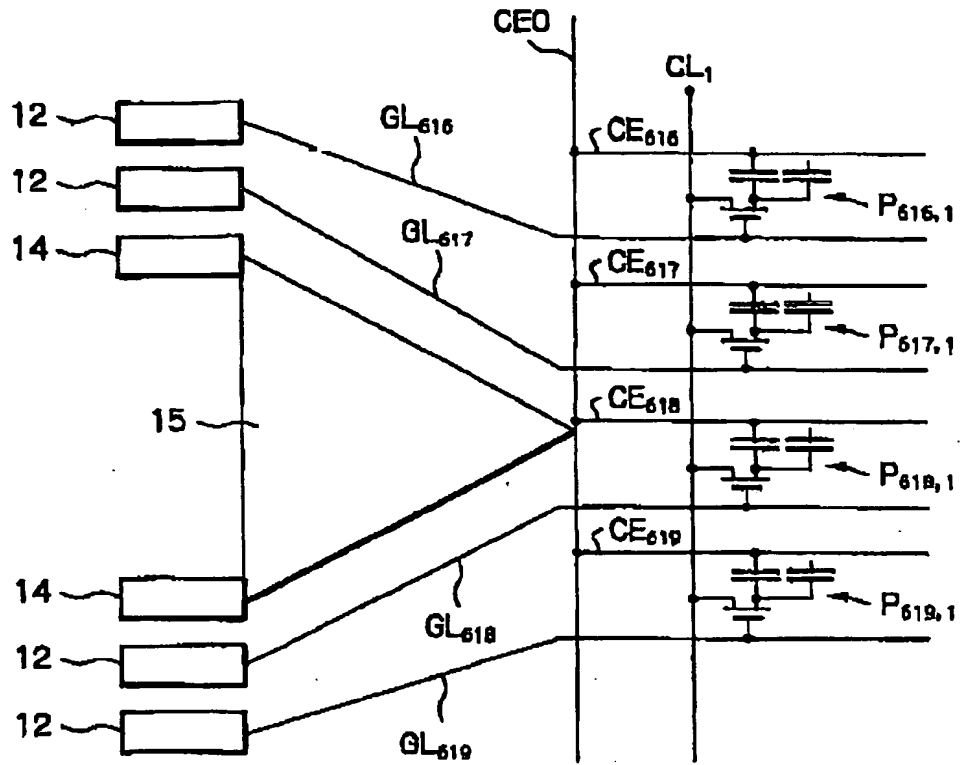 CE0
CL₁
12
GL₆₁₆
CE₆₁₆
P₆₁₆,₁
12
GL₆₁₇
CE₆₁₇
14
P₆₁₇,₁
15
CE₆₁₈
P₆₁₈,₁
CE₆₁₉
14
GL₆₁₈
P₆₁₉,₁
12
12
GL₆₁₉